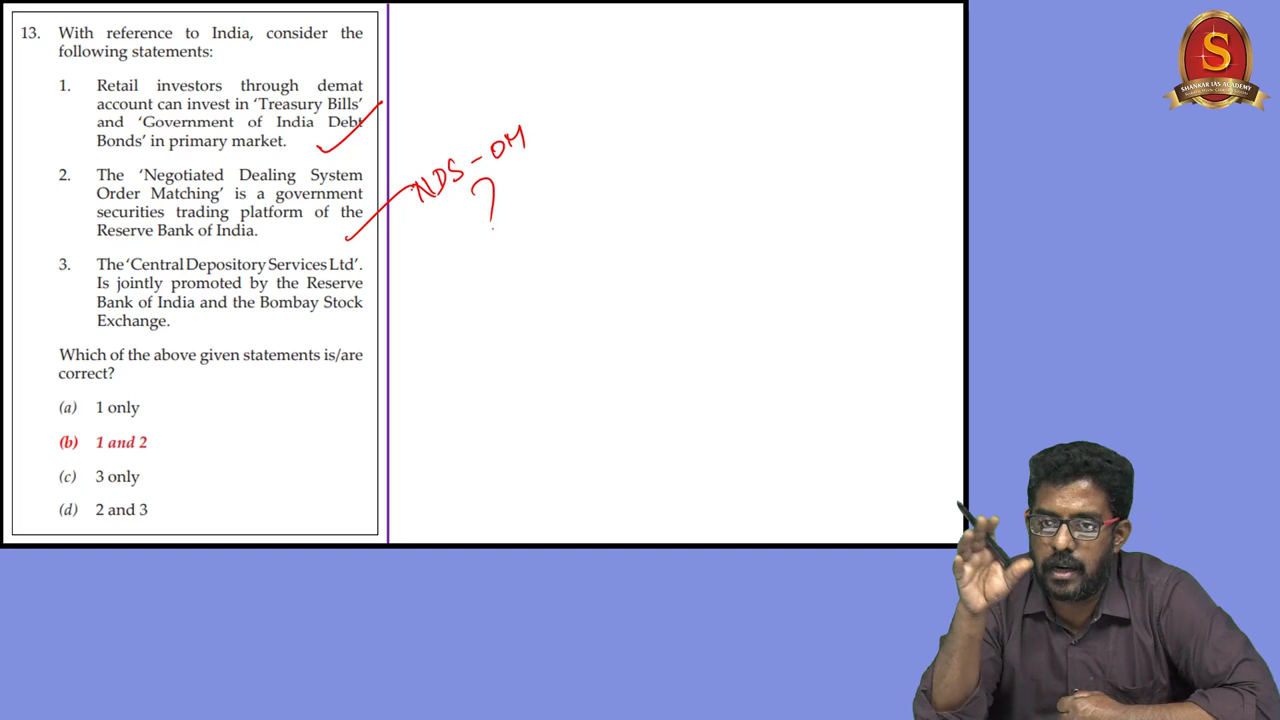 13. With reference to India, consider the
following statements:
1. Retail investors through demat
account can invest in 'Treasury Bills'
and 'Government of India Debt
Bonds' in primary market.
2. The 'Negotiated Dealing System
Order Matching' is a government
securities trading platform of the
Reserve Bank of India.
3. The 'Central Depository Services Ltd'.
Is jointly promoted by the Reserve
Bank of India and the Bombay Stock
Exchange.
Which of the above given statements is/are
correct?
(a) 1 only
(b) 1 and 2
(c) 3 only
(d) 2 and 3
NDS-OM
?
S
SHANKAR IAS ACADEMY